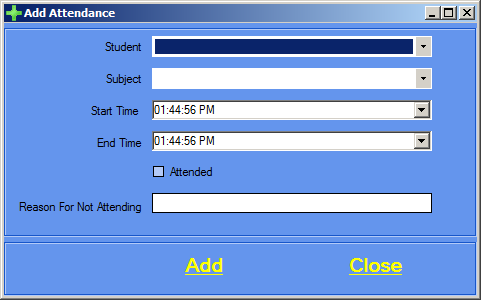 Add Attendance
Student
Subject
Start Time 01:44:56 PM
End Time 01:44:56 PM
Attended
Reason For Not Attending
Add Close